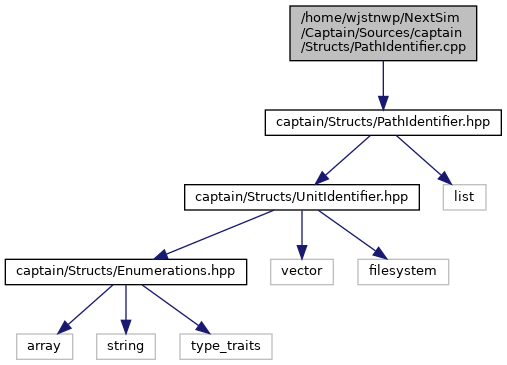 /home/wjstnwp/NextSim
/Captain/Sources/captain
/Structs/PathIdentifier.cpp
captain/Structs/PathIdentifier.hpp
captain/Structs/UnitIdentifier.hpp
list
captain/Structs/Enumerations.hpp
vector
filesystem
array
string
type_traits